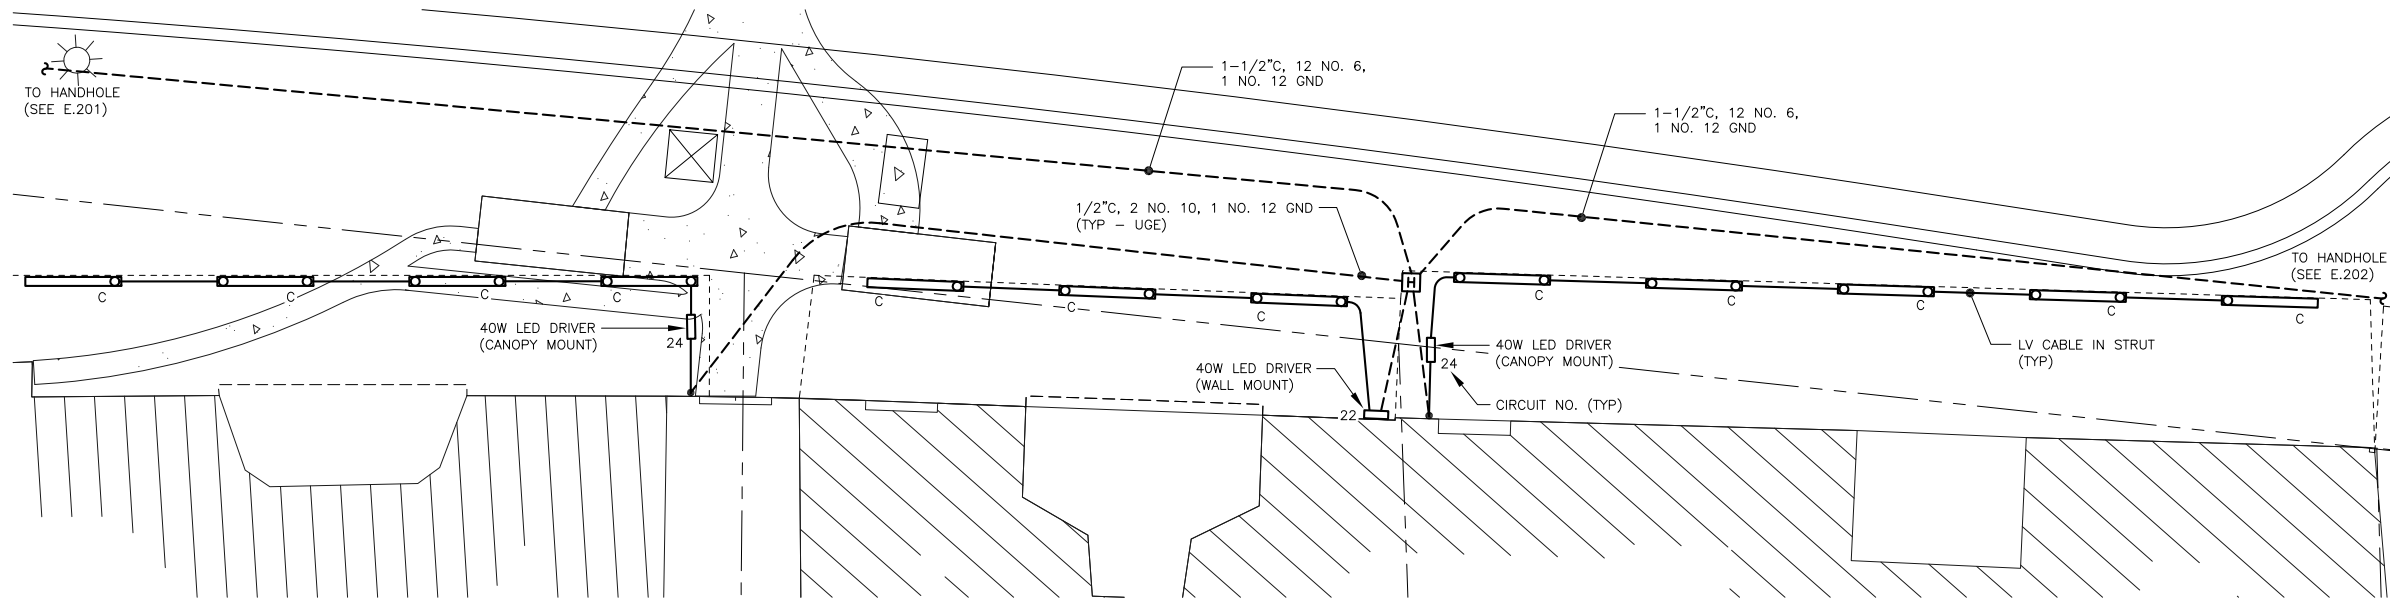 1-1/2"C, 12 NO. 6,
1 NO. 12 GND
1-1/2"C, 12 NO. 6,
1 NO. 12 GND
TO HANDHOLE
(SEE E.201)
1/2"C, 2 NO. 10, 1 NO. 12 GND
(TYP - UGE)
TO HANDHOLE
(SEE E.202)
H
C
C
C
C
C
C
C
C
C
C
C
C
40W LED DRIVER
(CANOPY MOUNT)
24
40W LED DRIVER
(CANOPY MOUNT)
24
LV CABLE IN STRUT
(TYP)
40W LED DRIVER
(WALL MOUNT)
22
CIRCUIT NO. (TYP)